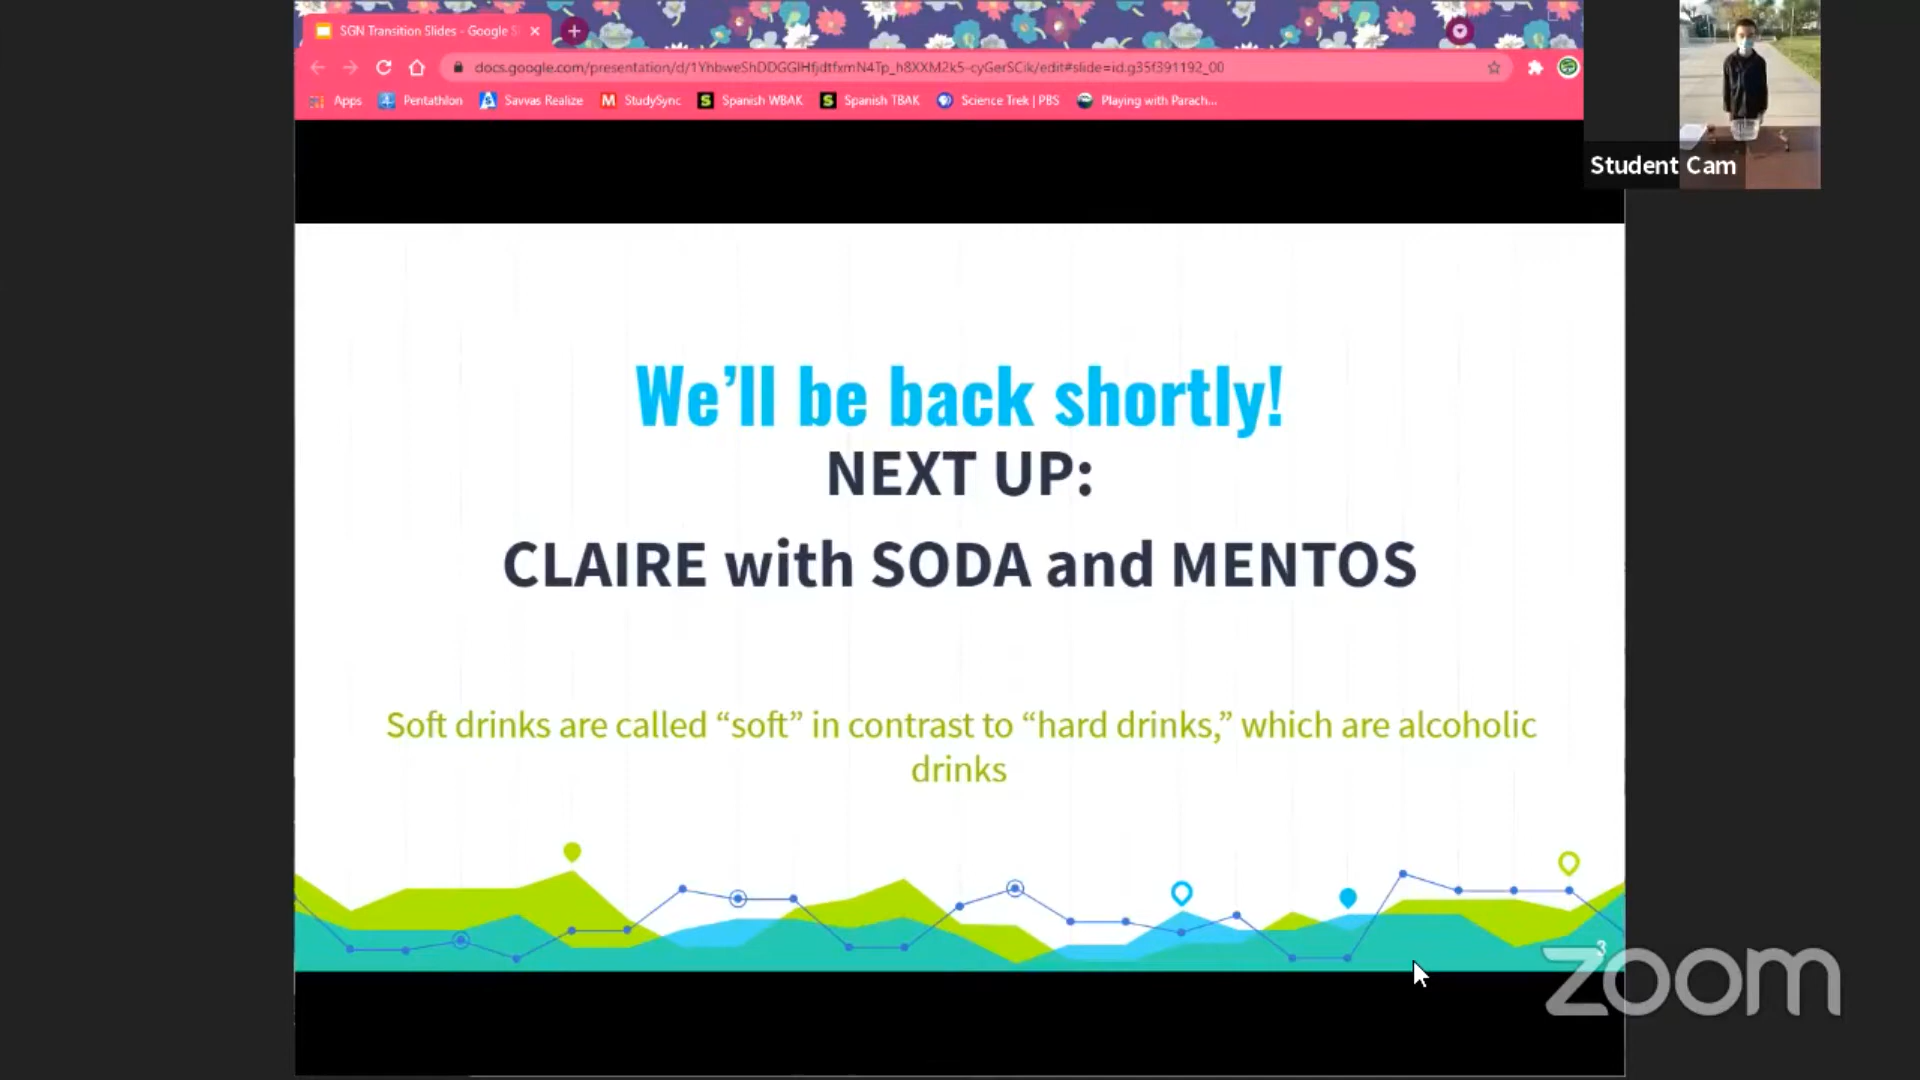 SGN Transition Slides - Google S
docs.google.com/presentation/d/1YhbweShDDGGlHfjdtfxmN4Tp_h8XXM2k5-cyGerSCik/edit#slide=id.g35f391192_00
Apps Pentathlon Savvas Realize StudySync Spanish WBAK Spanish TBAK Science Trek | PBS Playing with Parach...
Student Cam
We’ll be back shortly!
NEXT UP:
CLAIRE with SODA and MENTOS
Soft drinks are called “soft” in contrast to “hard drinks,” which are alcoholic
drinks
3
zoom